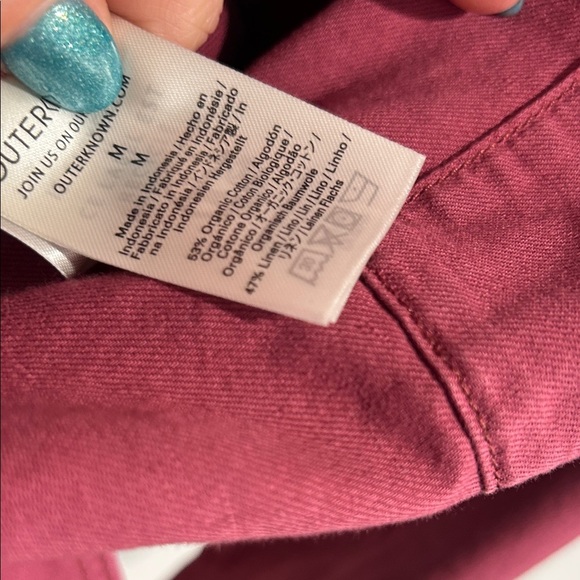 OUTERK
JOIN US ON OU
OUTERKNOWN.COM
M
M
Made in Indonesia / Hecho en
Indonesia / Fabriqué en Indonésie /
Fabbricato in Indonesia / Fabricado
na Indonésia / インドネシア製 / In
Indonesien Hergestellt
53% Organic Cotton / Algodón
Orgánico / Coton Biologique /
Cotone Organico / Algodão
Orgânico / オーガニック・コットン /
Organisch Baumwole
47% Linen / Lino / Lin / Lino / Linho /
リネン / Leinen Flachs